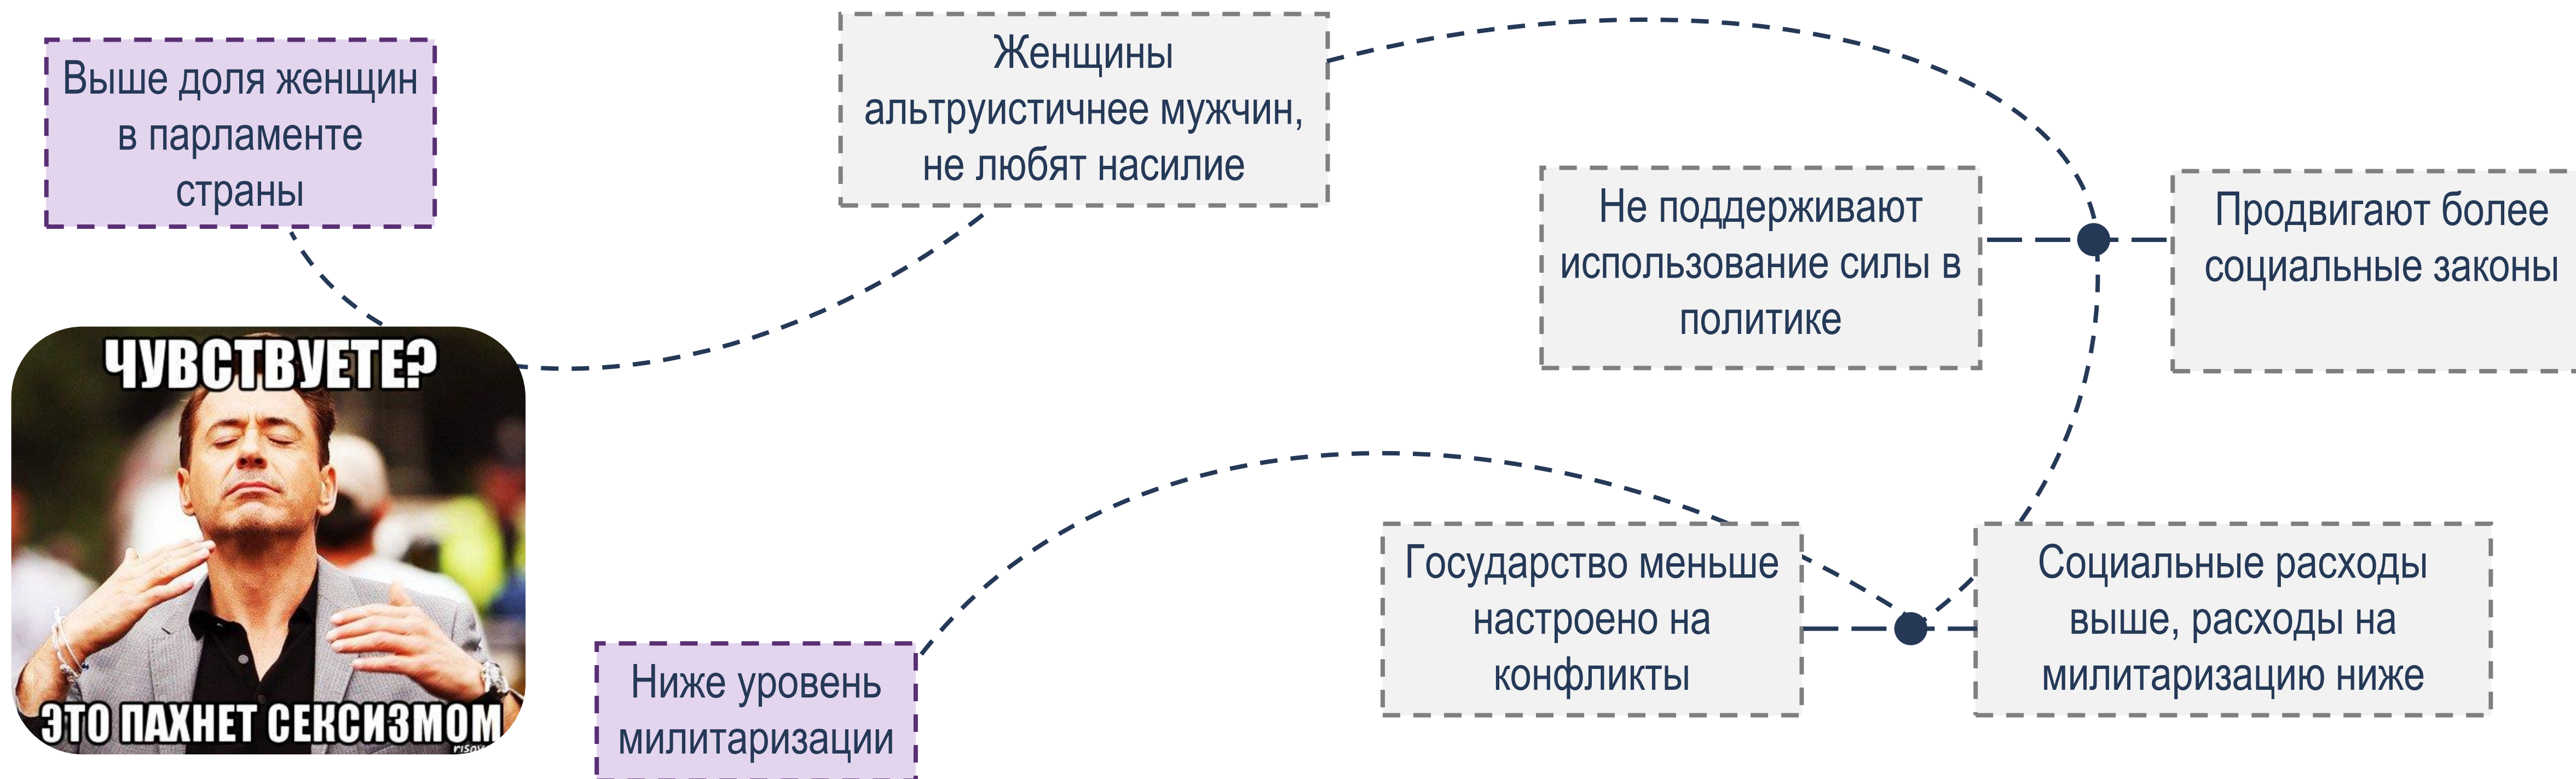 Выше доля женщин
в парламенте
страны
Женщины
альтруистичнее мужчин,
не любят насилие
Не поддерживают
использование силы в
политике
Продвигают более
социальные законы
ЧУВСТВУЕТЕ?
ЭТО ПАХНЕТ СЕКСИЗМОМ
Государство меньше
настроено на
конфликты
Социальные расходы
выше, расходы на
милитаризацию ниже
Ниже уровень
милитаризации